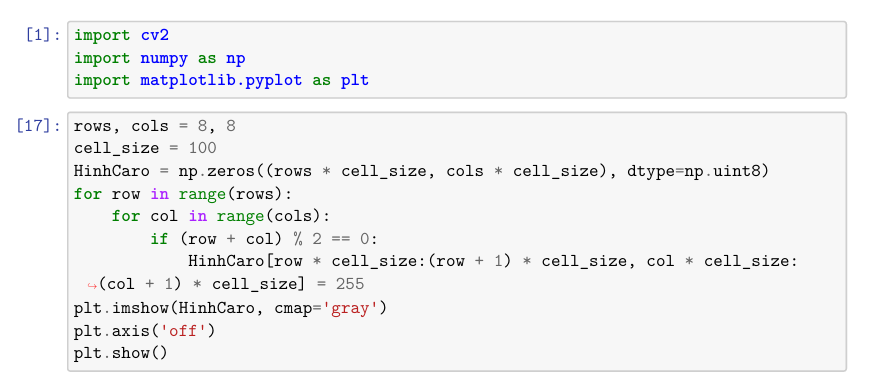 [1]: import cv2
import numpy as np
import matplotlib.pyplot as plt
[17]: rows, cols = 8, 8
cell_size = 100
HinhCaro = np.zeros((rows * cell_size, cols * cell_size), dtype=np.uint8)
for row in range(rows):
    for col in range(cols):
        if (row + col) % 2 == 0:
            HinhCaro[row * cell_size:(row + 1) * cell_size, col * cell_size:
↪(col + 1) * cell_size] = 255
plt.imshow(HinhCaro, cmap='gray')
plt.axis('off')
plt.show()